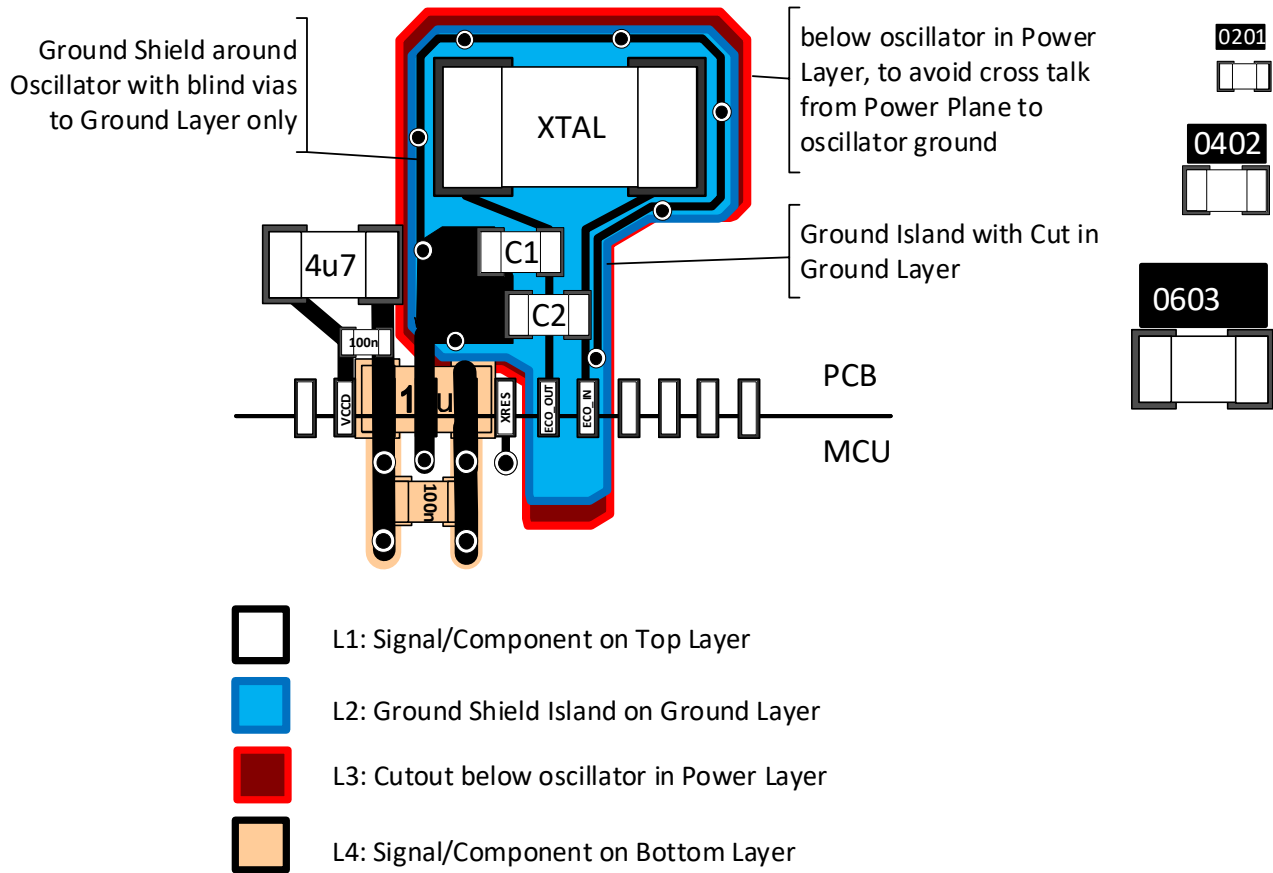 Ground Shield around
Oscillator with blind vias
to Ground Layer only
below oscillator in Power
Layer, to avoid cross talk
from Power Plane to
oscillator ground
Ground Island with Cut in
Ground Layer
0201
0402
0603
XTAL
C1
C2
4u7
100n
VCCD
XRES
ECO_OUT
ECO_IN
100n
PCB
MCU
L1: Signal/Component on Top Layer
L2: Ground Shield Island on Ground Layer
L3: Cutout below oscillator in Power Layer
L4: Signal/Component on Bottom Layer